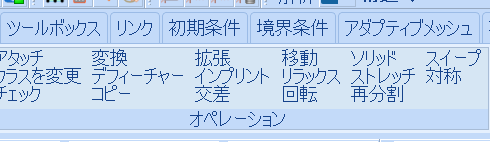 ツールボックス リンク 初期条件 境界条件 アダプティブメッシュ
アタッチ 変換 拡張 移動 ソリッド スイープ
クラスを変更 デフィーチャー インプリント リラックス ストレッチ 対称
チェック コピー 交差 回転 再分割
オペレーション